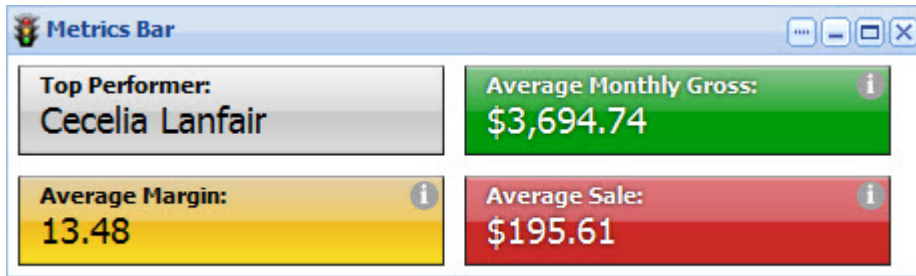 Metrics Bar
Top Performer:
Cecelia Lanfair
Average Monthly Gross:
$3,694.74
Average Margin:
13.48
Average Sale:
$195.61